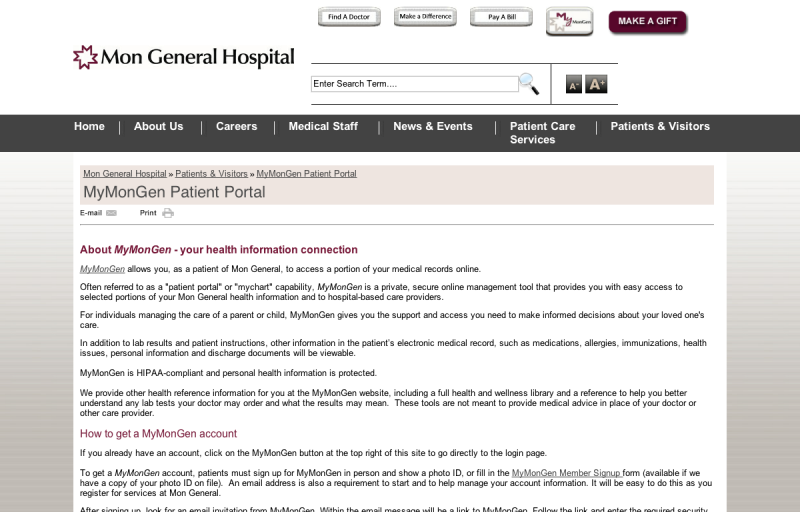 Find A Doctor
Make a Difference
Pay A Bill
My MonGen
MAKE A GIFT
Mon General Hospital
Enter Search Term....
A-
A+
Home
About Us
Careers
Medical Staff
News & Events
Patient Care
Services
Patients & Visitors
Mon General Hospital » Patients & Visitors » MyMonGen Patient Portal
MyMonGen Patient Portal
E-mail
Print
About MyMonGen - your health information connection
MyMonGen allows you, as a patient of Mon General, to access a portion of your medical records online.
Often referred to as a "patient portal" or "mychart" capability, MyMonGen is a private, secure online management tool that provides you with easy access to
selected portions of your Mon General health information and to hospital-based care providers.
For individuals managing the care of a parent or child, MyMonGen gives you the support and access you need to make informed decisions about your loved one's
care.
In addition to lab results and patient instructions, other information in the patient's electronic medical record, such as medications, allergies, immunizations, health
issues, personal information and discharge documents will be viewable.
MyMonGen is HIPAA-compliant and personal health information is protected.
We provide other health reference information for you at the MyMonGen website, including a full health and wellness library and a reference to help you better
understand any lab tests your doctor may order and what the results may mean.  These tools are not meant to provide medical advice in place of your doctor or
other care provider.
How to get a MyMonGen account
If you already have an account, click on the MyMonGen button at the top right of this site to go directly to the login page.
To get a MyMonGen account, patients must sign up for MyMonGen in person and show a photo ID, or fill in the MyMonGen Member Signup form (available if we
have a copy of your photo ID on file).  An email address is also a requirement to start and to help manage your account information. It will be easy to do this as you
register for services at Mon General.
After signing up, look for an email invitation from MyMonGen. Within the email message will be a link to MyMonGen. Follow the link and enter the required security